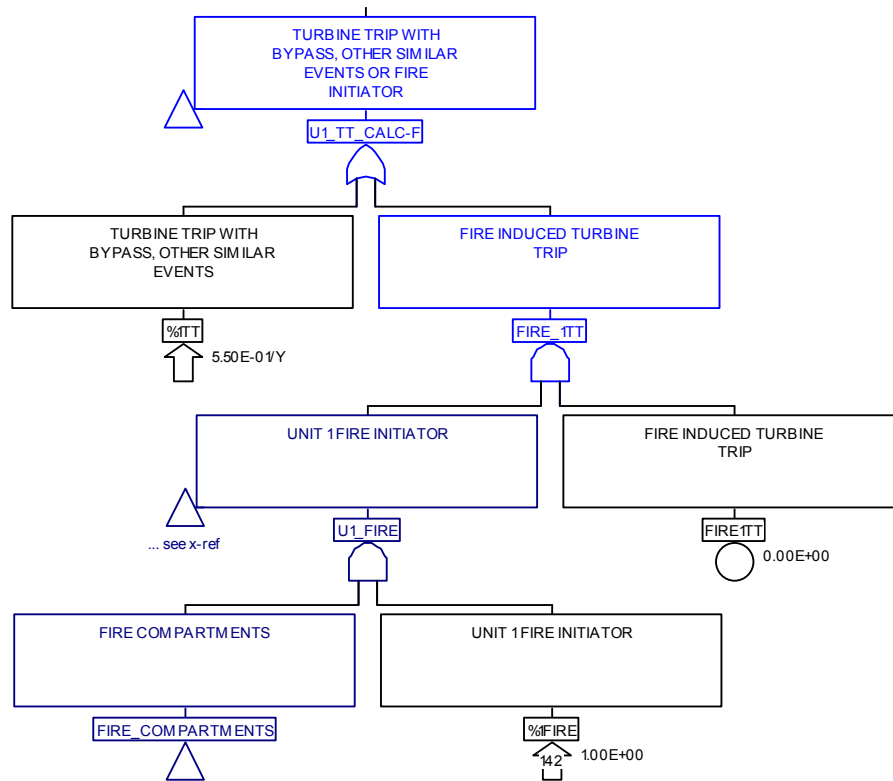 TURBINE TRIP WITH
BYPASS, OTHER SIMILAR
EVENTS OR FIRE
INITIATOR
U1_TT_CALC-F
TURBINE TRIP WITH
BYPASS, OTHER SIMILAR
EVENTS
%1TT
5.50E-01/Y
FIRE INDUCED TURBINE
TRIP
FIRE_1TT
UNIT 1 FIRE INITIATOR
... see x-ref
U1_FIRE
FIRE INDUCED TURBINE
TRIP
FIRE1TT
0.00E+00
FIRE COMPARTMENTS
FIRE_COMPARTMENTS
UNIT 1 FIRE INITIATOR
%1FIRE
142
1.00E+00